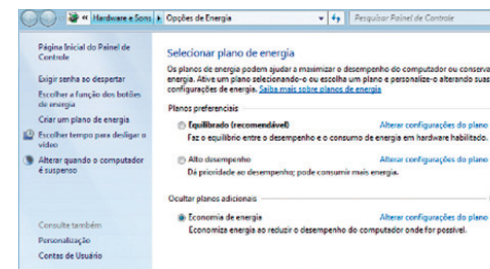 Hardware e Sons ▸ Opções de Energia
Pesquisar Painel de Controle
Página Inicial do Painel de
Controle
Exigir senha ao despertar
Escolher a função dos botões
de energia
Criar um plano de energia
Escolher tempo para desligar o
vídeo
Alterar quando o computador
é suspenso
Consulte também
Personalização
Contas de Usuário
Selecionar plano de energia
Os planos de energia podem ajudar a maximizar o desempenho do computador ou conserva
energia. Ative um plano selecionando-o ou escolha um plano e personalize-o alterando suas
configurações de energia. Saiba mais sobre planos de energia
Planos preferenciais
Equilibrado (recomendável) Alterar configurações do plano
Faz o equilíbrio entre o desempenho e o consumo de energia em hardware habilitado.
Alto desempenho Alterar configurações do plano
Dá prioridade ao desempenho; pode consumir mais energia.
Ocultar planos adicionais
Economia de energia Alterar configurações do plano
Economiza energia ao reduzir o desempenho do computador onde for possível.